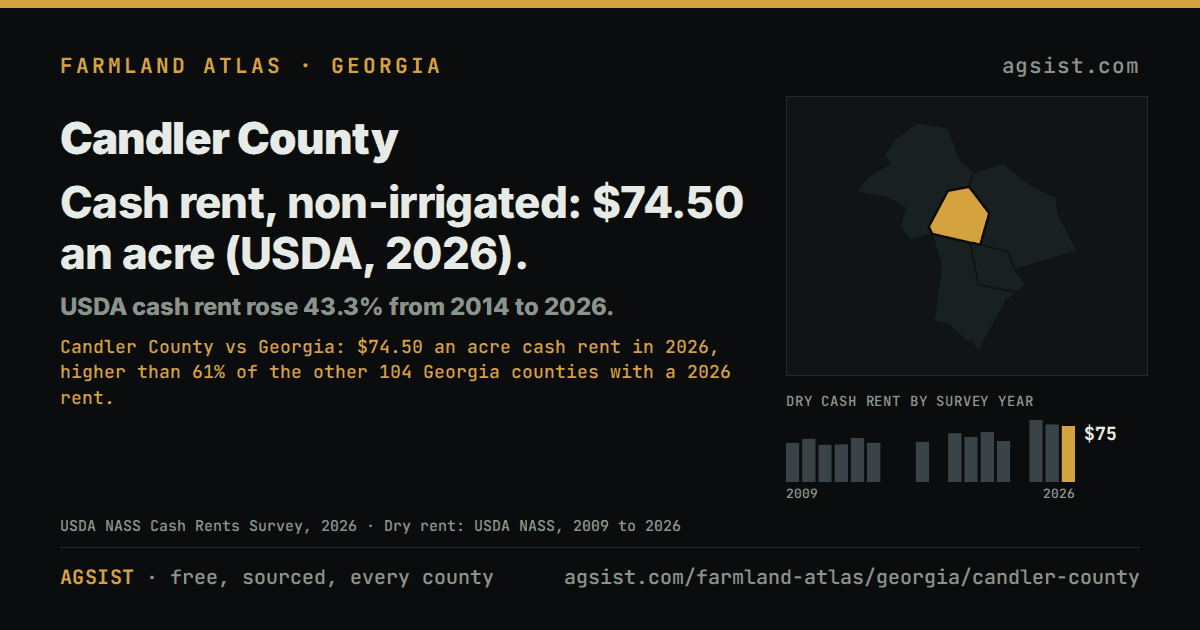 FARMLAND ATLAS · GEORGIA
agsist.com
Candler County
Cash rent, non-irrigated: $74.50
an acre (USDA, 2026).
USDA cash rent rose 43.3% from 2014 to 2026.
Candler County vs Georgia: $74.50 an acre cash rent in 2026,
higher than 61% of the other 104 Georgia counties with a 2026
rent.
DRY CASH RENT BY SURVEY YEAR
$75
2009
2026
USDA NASS Cash Rents Survey, 2026 · Dry rent: USDA NASS, 2009 to 2026
AGSIST · free, sourced, every county
agsist.com/farmland-atlas/georgia/candler-county